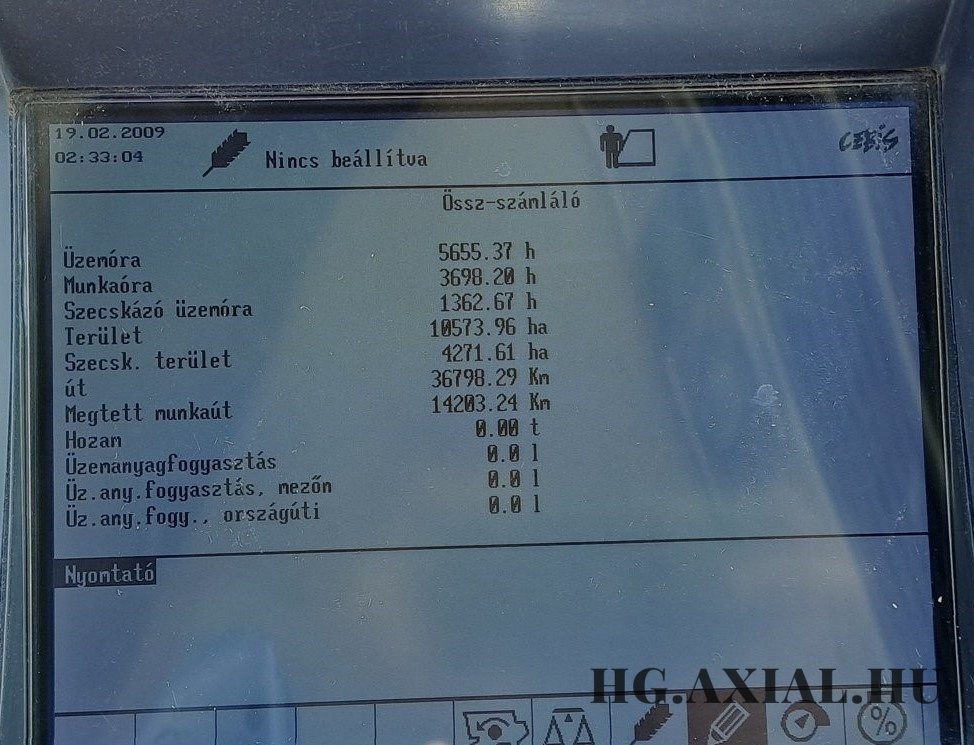 19.02.2009
02:33:04
Nincs beállítva
CEBIS
Össz-számláló
Üzemóra 5655.37 h
Munkaóra 3698.20 h
Szecskázó üzemóra 1362.67 h
Terület 10573.96 ha
Szecsk. terület 4271.61 ha
út 36798.29 Km
Megtett munkaút 14203.24 Km
Hozam 0.00 t
Üzemanyagfogyasztás 0.0 l
Üz.any.fogyasztás, mezőn 0.0 l
Üz.any.fogy., országúti 0.0 l
Nyomtató
HG.AXIAL.HU
%